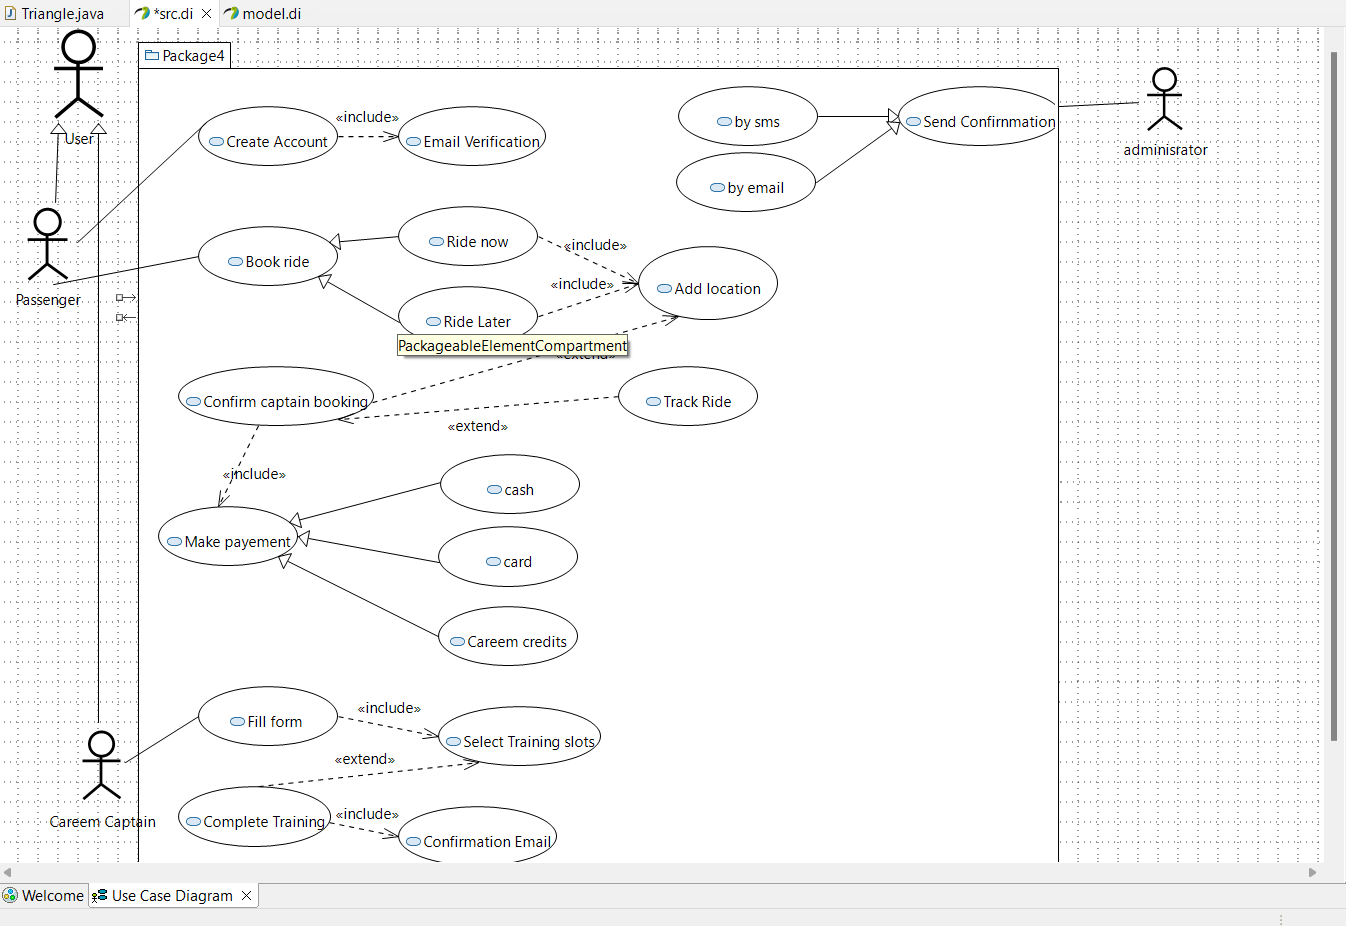 Triangle.java
*src.di
model.di
Package4
User
adminisrator
Passenger
Careem Captain
Create Account
«include»
Email Verification
by sms
Send Confirnmation
by email
Book ride
Ride now
«include»
Add location
«include»
Ride Later
PackageableElementCompartment
«extend»
Confirm captain booking
Track Ride
«extend»
«include»
cash
Make payement
card
Careem credits
Fill form
«include»
Select Training slots
«extend»
Complete Training
«include»
Confirmation Email
Welcome
Use Case Diagram